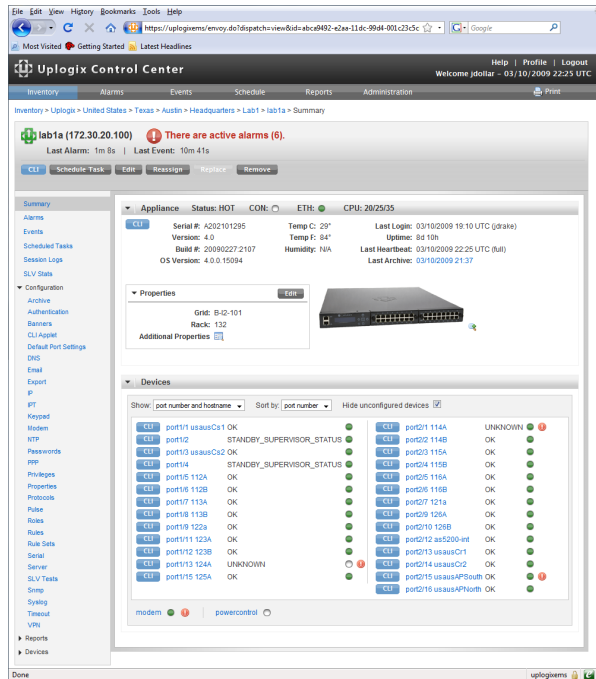 File Edit View History Bookmarks Tools Help
https://uplogixems/envoy.do?dispatch=view&id=abca9492-e2aa-11dc-99d4-001c23c5c
Google
Most Visited Getting Started Latest Headlines
Uplogix Control Center
Help | Profile | Logout
Welcome jdollar - 03/10/2009 22:25 UTC
Inventory Alarms Events Schedule Reports Administration Print
Inventory > Uplogix > United States > Texas > Austin > Headquarters > Lab1 > lab1a > Summary
lab1a (172.30.20.100) There are active alarms (6).
Last Alarm: 1m 8s | Last Event: 10m 41s
CLI Schedule Task Edit Reassign Replace Remove
Summary
Alarms
Events
Scheduled Tasks
Session Logs
SLV Stats
Configuration
Archive
Authentication
Banners
CLI Applet
Default Port Settings
DNS
Email
Export
IP
IPT
Keypad
Modem
NTP
Passwords
PPP
Privileges
Properties
Protocols
Pulse
Roles
Rules
Rule Sets
Serial
Server
SLV Tests
Snmp
Syslog
Timeout
VPN
Reports
Devices
Appliance Status: HOT CON: ETH: CPU: 20/25/35
CLI Serial #: A202101295 Temp C: 29° Last Login: 03/10/2009 19:10 UTC (jdrake)
Version: 4.0 Temp F: 84° Uptime: 8d 10h
Build #: 20090227:2107 Humidity: N/A Last Heartbeat: 03/10/2009 22:25 UTC (full)
OS Version: 4.0.0.15094 Last Archive: 03/10/2009 21:37
Properties Edit
Grid: B-I2-101
Rack: 132
Additional Properties
Devices
Show: port number and hostname Sort by: port number Hide unconfigured devices
CLI port1/1 usausCs1 OK
CLI port1/2 STANDBY_SUPERVISOR_STATUS
CLI port1/3 usausCs2 OK
CLI port1/4 STANDBY_SUPERVISOR_STATUS
CLI port1/5 112A OK
CLI port1/6 112B OK
CLI port1/7 113A OK
CLI port1/8 113B OK
CLI port1/9 122a OK
CLI port1/11 123A OK
CLI port1/12 123B OK
CLI port1/13 124A UNKNOWN
CLI port1/15 125A OK
CLI port2/1 114A UNKNOWN
CLI port2/2 114B OK
CLI port2/3 115A OK
CLI port2/4 115B OK
CLI port2/5 116A OK
CLI port2/6 116B OK
CLI port2/7 121a OK
CLI port2/9 126A OK
CLI port2/10 126B OK
CLI port2/12 as5200-int OK
CLI port2/13 usausCr1 OK
CLI port2/14 usausCr2 OK
CLI port2/15 usausAPSouth OK
CLI port2/16 usausAPNorth OK
modem powercontrol
Done
uplogixems